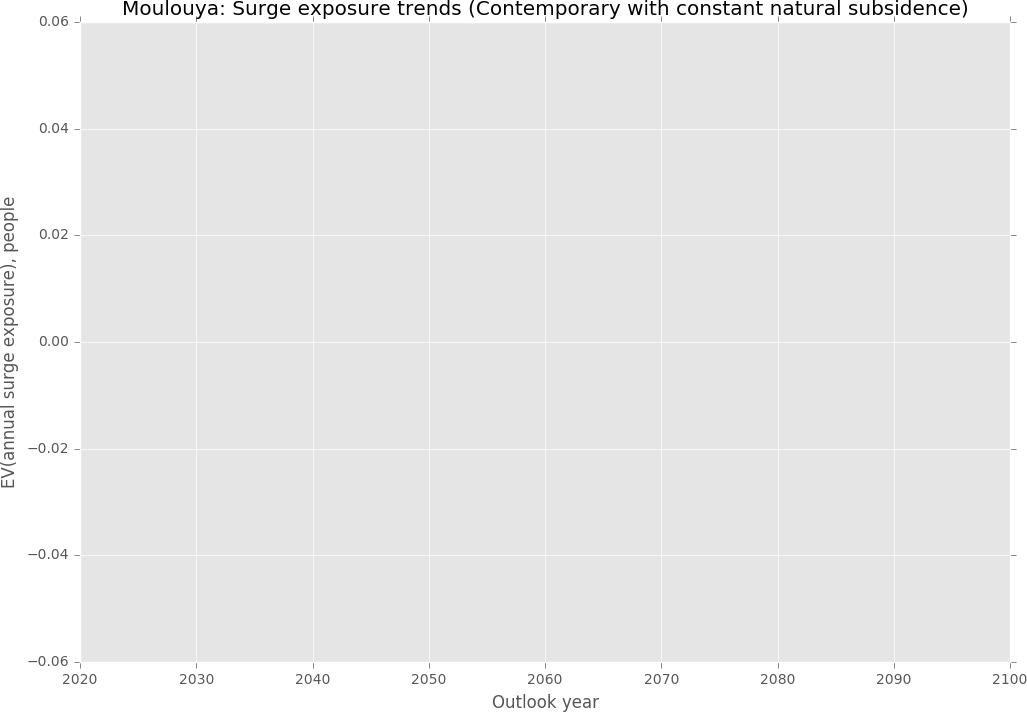 Moulouya: Surge exposure trends (Contemporary with constant natural subsidence)
EV(annual surge exposure), people
0.06
0.04
0.02
0.00
−0.02
−0.04
−0.06
2020 2030 2040 2050 2060 2070 2080 2090 2100
Outlook year